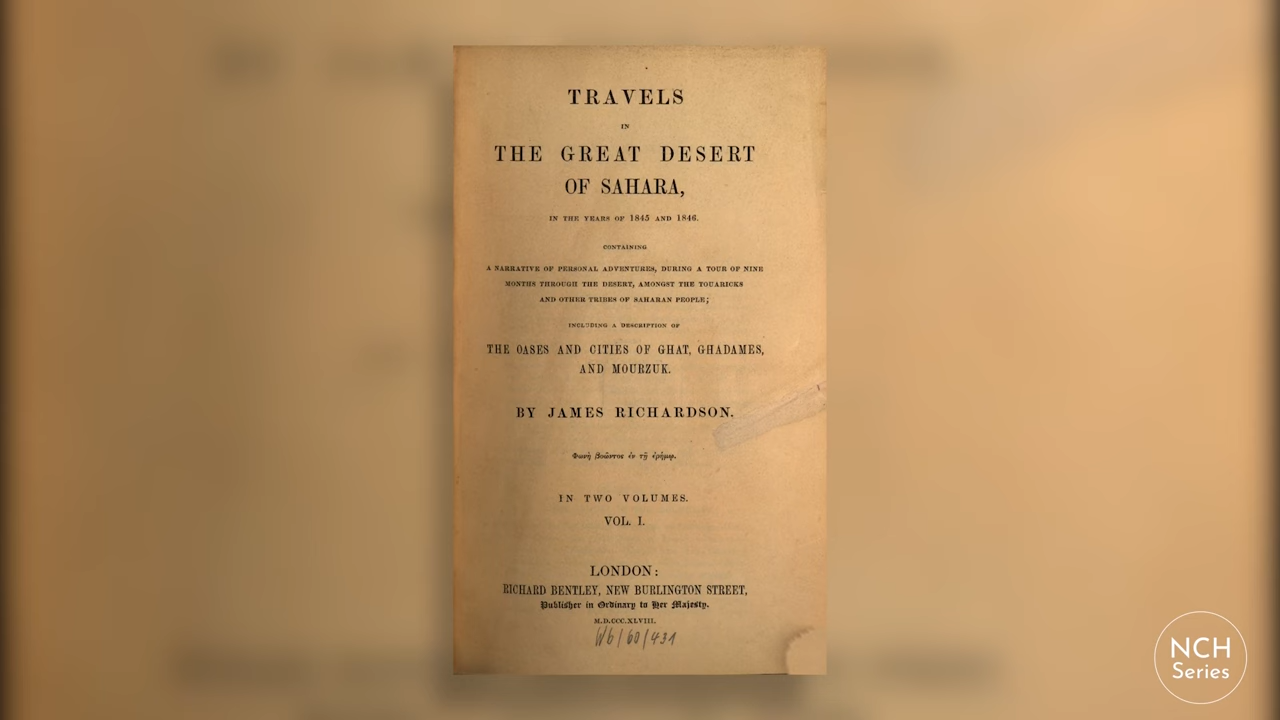 TRAVELS
IN
THE GREAT DESERT
OF SAHARA,
IN THE YEARS OF 1845 AND 1846.
CONTAINING
A NARRATIVE OF PERSONAL ADVENTURES, DURING A TOUR OF NINE
MONTHS THROUGH THE DESERT, AMONGST THE TOUARICKS
AND OTHER TRIBES OF SAHARAN PEOPLE;
INCLUDING A DESCRIPTION OF
THE OASES AND CITIES OF GHAT, GHADAMES,
AND MOURZUK.
BY JAMES RICHARDSON.
Φωνὴ βοῶντος ἐν τῇ ἐρήμῳ.
IN TWO VOLUMES.
VOL. I.
LONDON:
RICHARD BENTLEY, NEW BURLINGTON STREET,
Publisher in Ordinary to Her Majesty.
M.D.CCC.XLVIII.
W6/60/431
NCH
Series